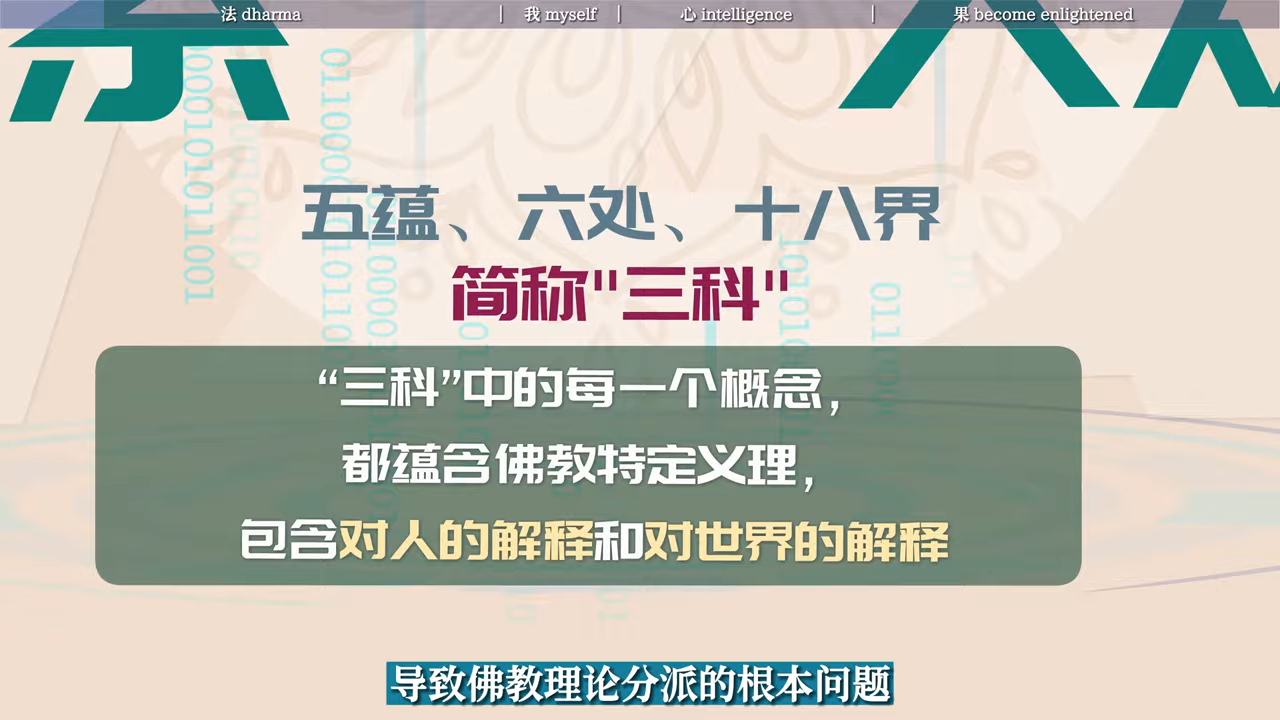 法 dharma | 我 myself | 心 intelligence | 果 become enlightened
五蕴、六处、十八界
简称"三科"
“三科”中的每一个概念，
都蕴含佛教特定义理，
包含对人的解释和对世界的解释
导致佛教理论分派的根本问题